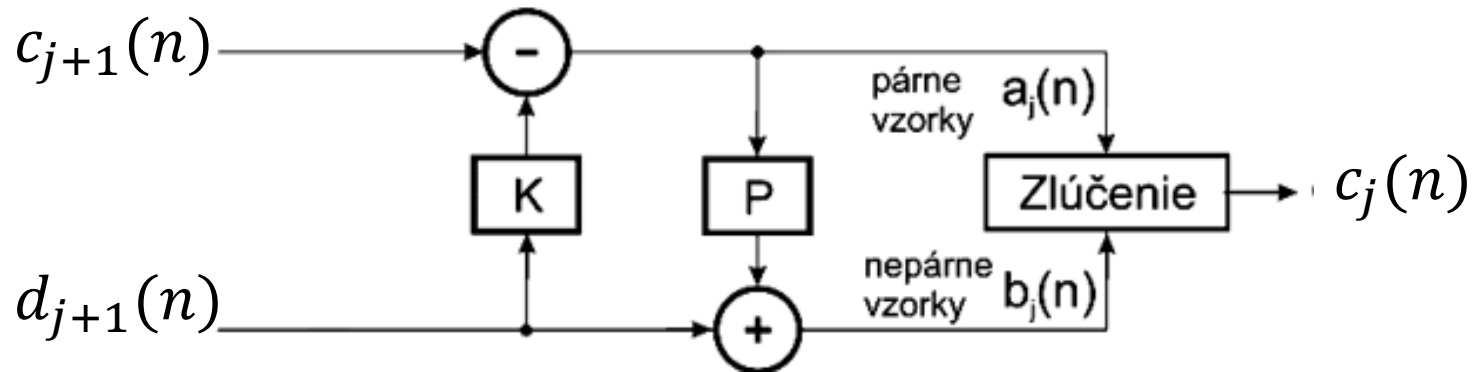 c_{j+1}(n)
-
párne
vzorky
a_j(n)
K
P
Zlúčenie
c_j(n)
d_{j+1}(n)
+
nepárne
vzorky
b_j(n)